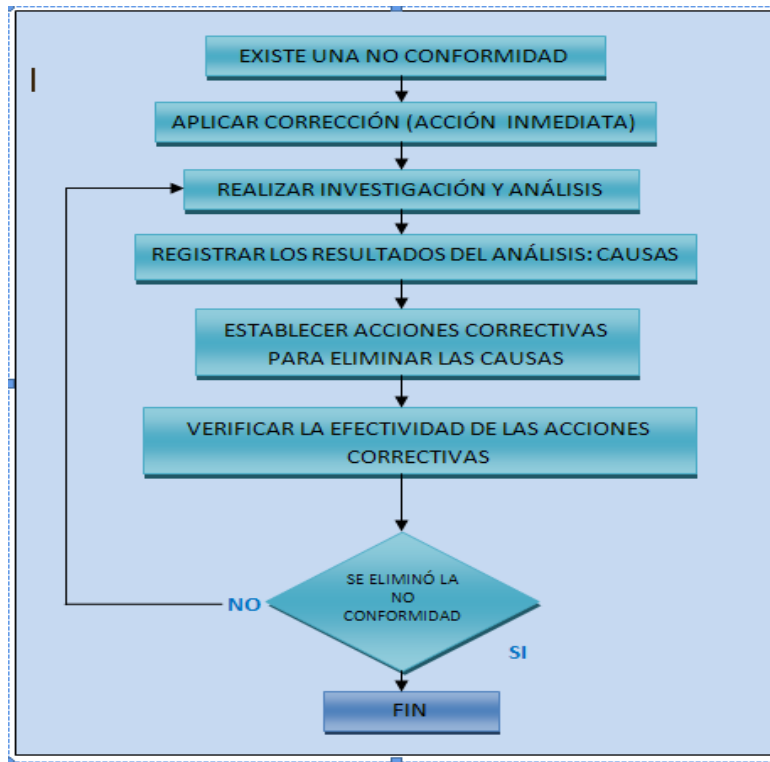 EXISTE UNA NO CONFORMIDAD
APLICAR CORRECCIÓN (ACCIÓN INMEDIATA)
REALIZAR INVESTIGACIÓN Y ANÁLISIS
REGISTRAR LOS RESULTADOS DEL ANÁLISIS: CAUSAS
ESTABLECER ACCIONES CORRECTIVAS
PARA ELIMINAR LAS CAUSAS
VERIFICAR LA EFECTIVIDAD DE LAS ACCIONES
CORRECTIVAS
SE ELIMINÓ LA
NO
CONFORMIDAD
NO
SI
FIN